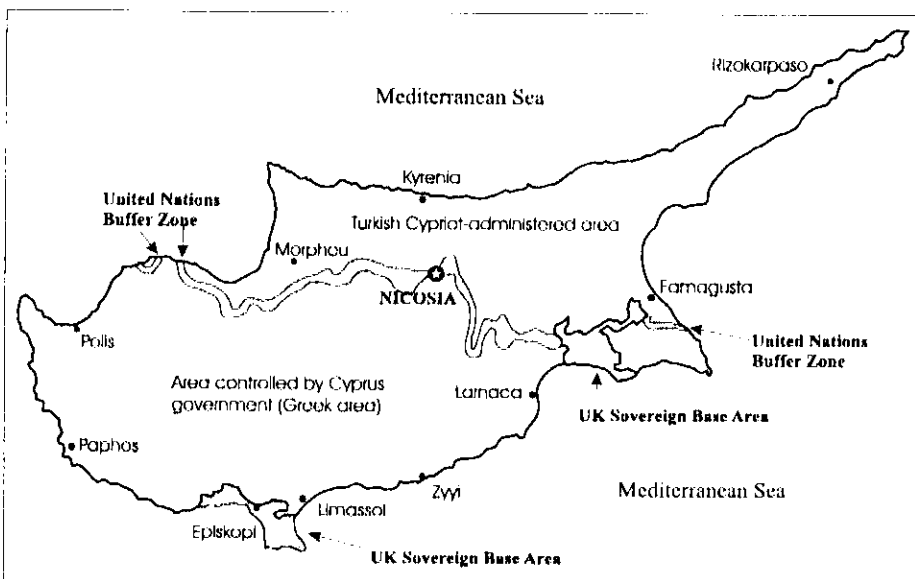 Rizokarpaso
Mediterranean Sea
Kyrenia
United Nations
Buffer Zone
Turkish Cypriot-administered area
Morphou
NICOSIA
Famagusta
Polis
United Nations
Buffer Zone
Area controlled by Cyprus
government (Greek area)
Larnaca
UK Sovereign Base Area
Paphos
Zyyi
Mediterranean Sea
Limassol
Episkopi
UK Sovereign Base Area